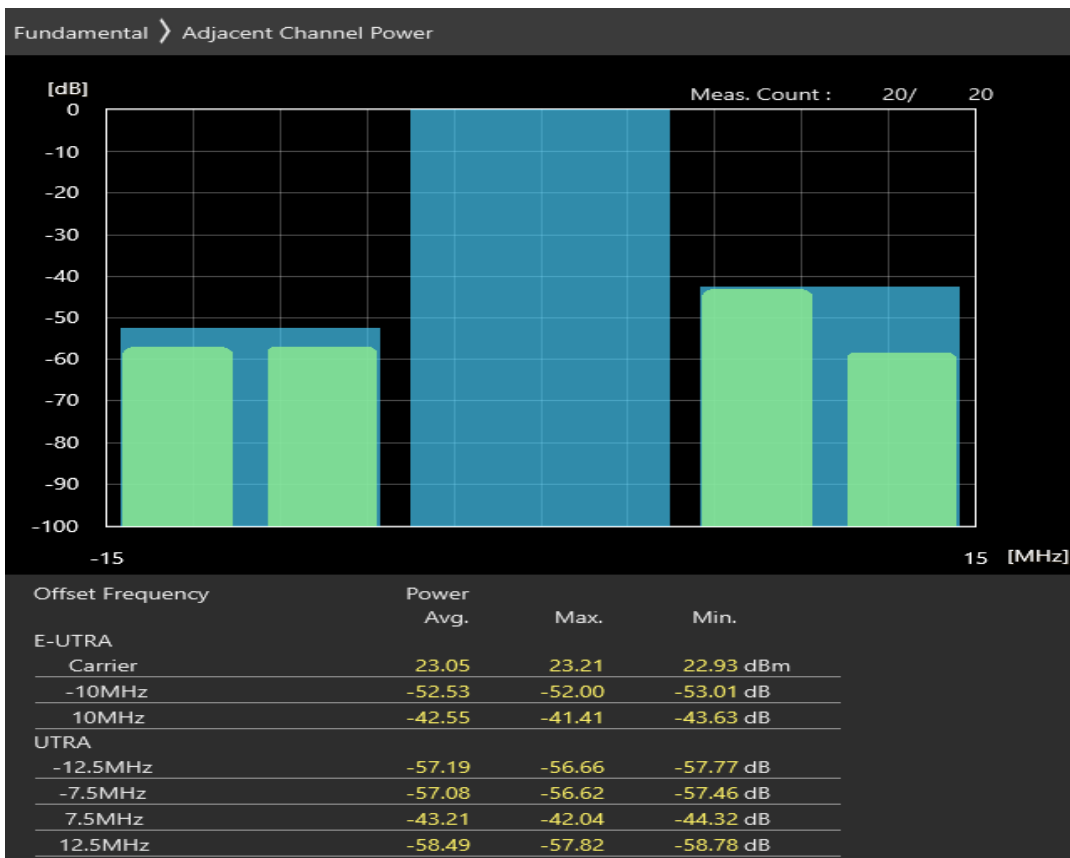 Fundamental ❯ Adjacent Channel Power
[dB]
Meas. Count : 20/ 20
0
-10
-20
-30
-40
-50
-60
-70
-80
-90
-100
-15 15 [MHz]
Offset Frequency Power
Avg. Max. Min.
E-UTRA
Carrier 23.05 23.21 22.93 dBm
-10MHz -52.53 -52.00 -53.01 dB
10MHz -42.55 -41.41 -43.63 dB
UTRA
-12.5MHz -57.19 -56.66 -57.77 dB
-7.5MHz -57.08 -56.62 -57.46 dB
7.5MHz -43.21 -42.04 -44.32 dB
12.5MHz -58.49 -57.82 -58.78 dB